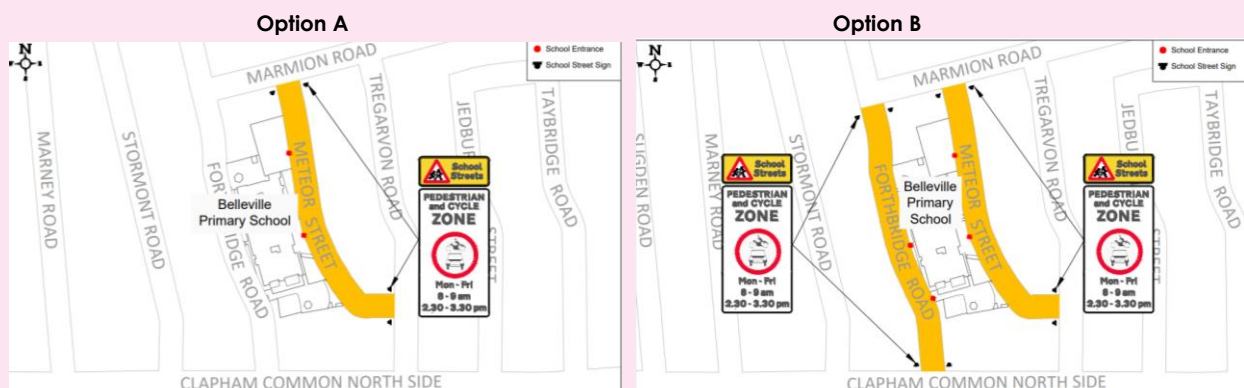 Option A
N
School Entrance
School Street Sign
MARMION ROAD
TREGARVON ROAD
JEDBUR
STREET
TAYBRIDGE ROAD
MARNEY ROAD
STORMONT ROAD
FOR
IDGE ROAD
METEOR STREET
Belleville
Primary School
School
Streets
PEDESTRIAN
and CYCLE
ZONE
Mon - Fri
8 - 9 am
2.30 - 3.30 pm
CLAPHAM COMMON NORTH SIDE
Option B
N
School Entrance
School Street Sign
MARMION ROAD
TREGARVON ROAD
JEDBU
STREET
TAYBRIDGE ROAD
SUGDEN ROAD
MARNEY ROAD
STORMONT ROAD
FORTHBRIDGE ROAD
METEOR STREET
Belleville
Primary
School
School
Streets
PEDESTRIAN
and CYCLE
ZONE
Mon - Fri
8 - 9 am
2.30 - 3.30 pm
School
Streets
PEDESTRIAN
and CYCLE
ZONE
Mon - Fri
8 - 9 am
2.30 - 3.30 pm
CLAPHAM COMMON NORTH SIDE